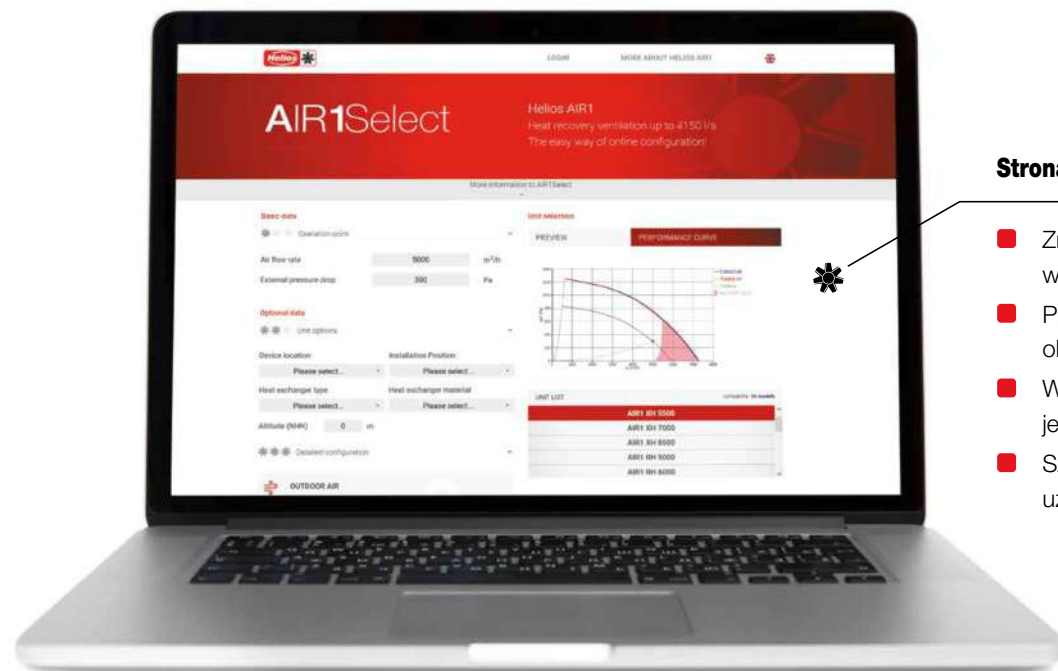 Helios
LOGIN
MORE ABOUT HELIOS AIR1
AIR1Select
Helios AIR1
Heat recovery ventilation up to 4150 l/s
The easy way of online configuration!
More information to AIR1Select
Basic data
Operation point
Air flow rate 5000 m³/h
External pressure drop 300 Pa
Optional data
Unit options
Device location
Installation Position
Please select...
Please select...
Heat exchanger type
Heat exchanger material
Please select...
Please select...
Altitude (NHN) 0 m
Detailed configuration
OUTDOOR AIR
Unit selection
PREVIEW
PERFORMANCE CURVE
UNIT LIST
AIR1 XH 5500
AIR1 XH 7000
AIR1 XH 8500
AIR1 RH 5000
AIR1 RH 6000
Strona